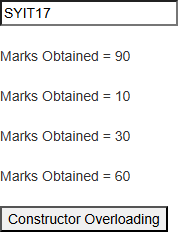 SYIT17
Marks Obtained = 90
Marks Obtained = 10
Marks Obtained = 30
Marks Obtained = 60
Constructor Overloading